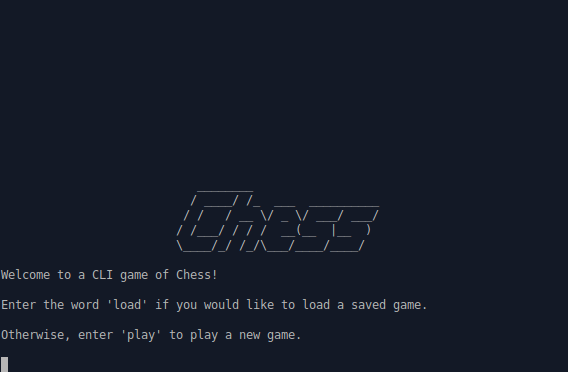 Chess
Welcome to a CLI game of Chess!
Enter the word 'load' if you would like to load a saved game.
Otherwise, enter 'play' to play a new game.